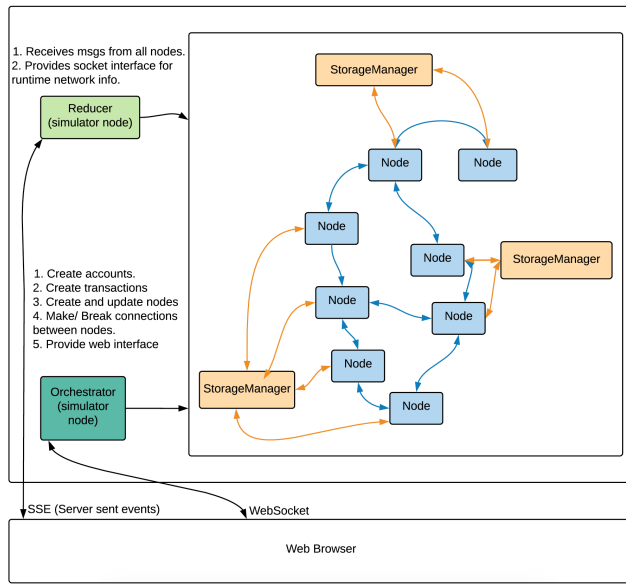 1. Receives msgs from all nodes.
2. Provides socket interface for
runtime network info.
Reducer
(simulator node)
StorageManager
Node
Node
Node
Node
StorageManager
1. Create accounts.
2. Create transactions
3. Create and update nodes
4. Make/ Break connections
between nodes.
5. Provide web interface
Node
Node
Node
StorageManager
Orchestrator
(simulator
node)
Node
SSE (Server sent events)
WebSocket
Web Browser